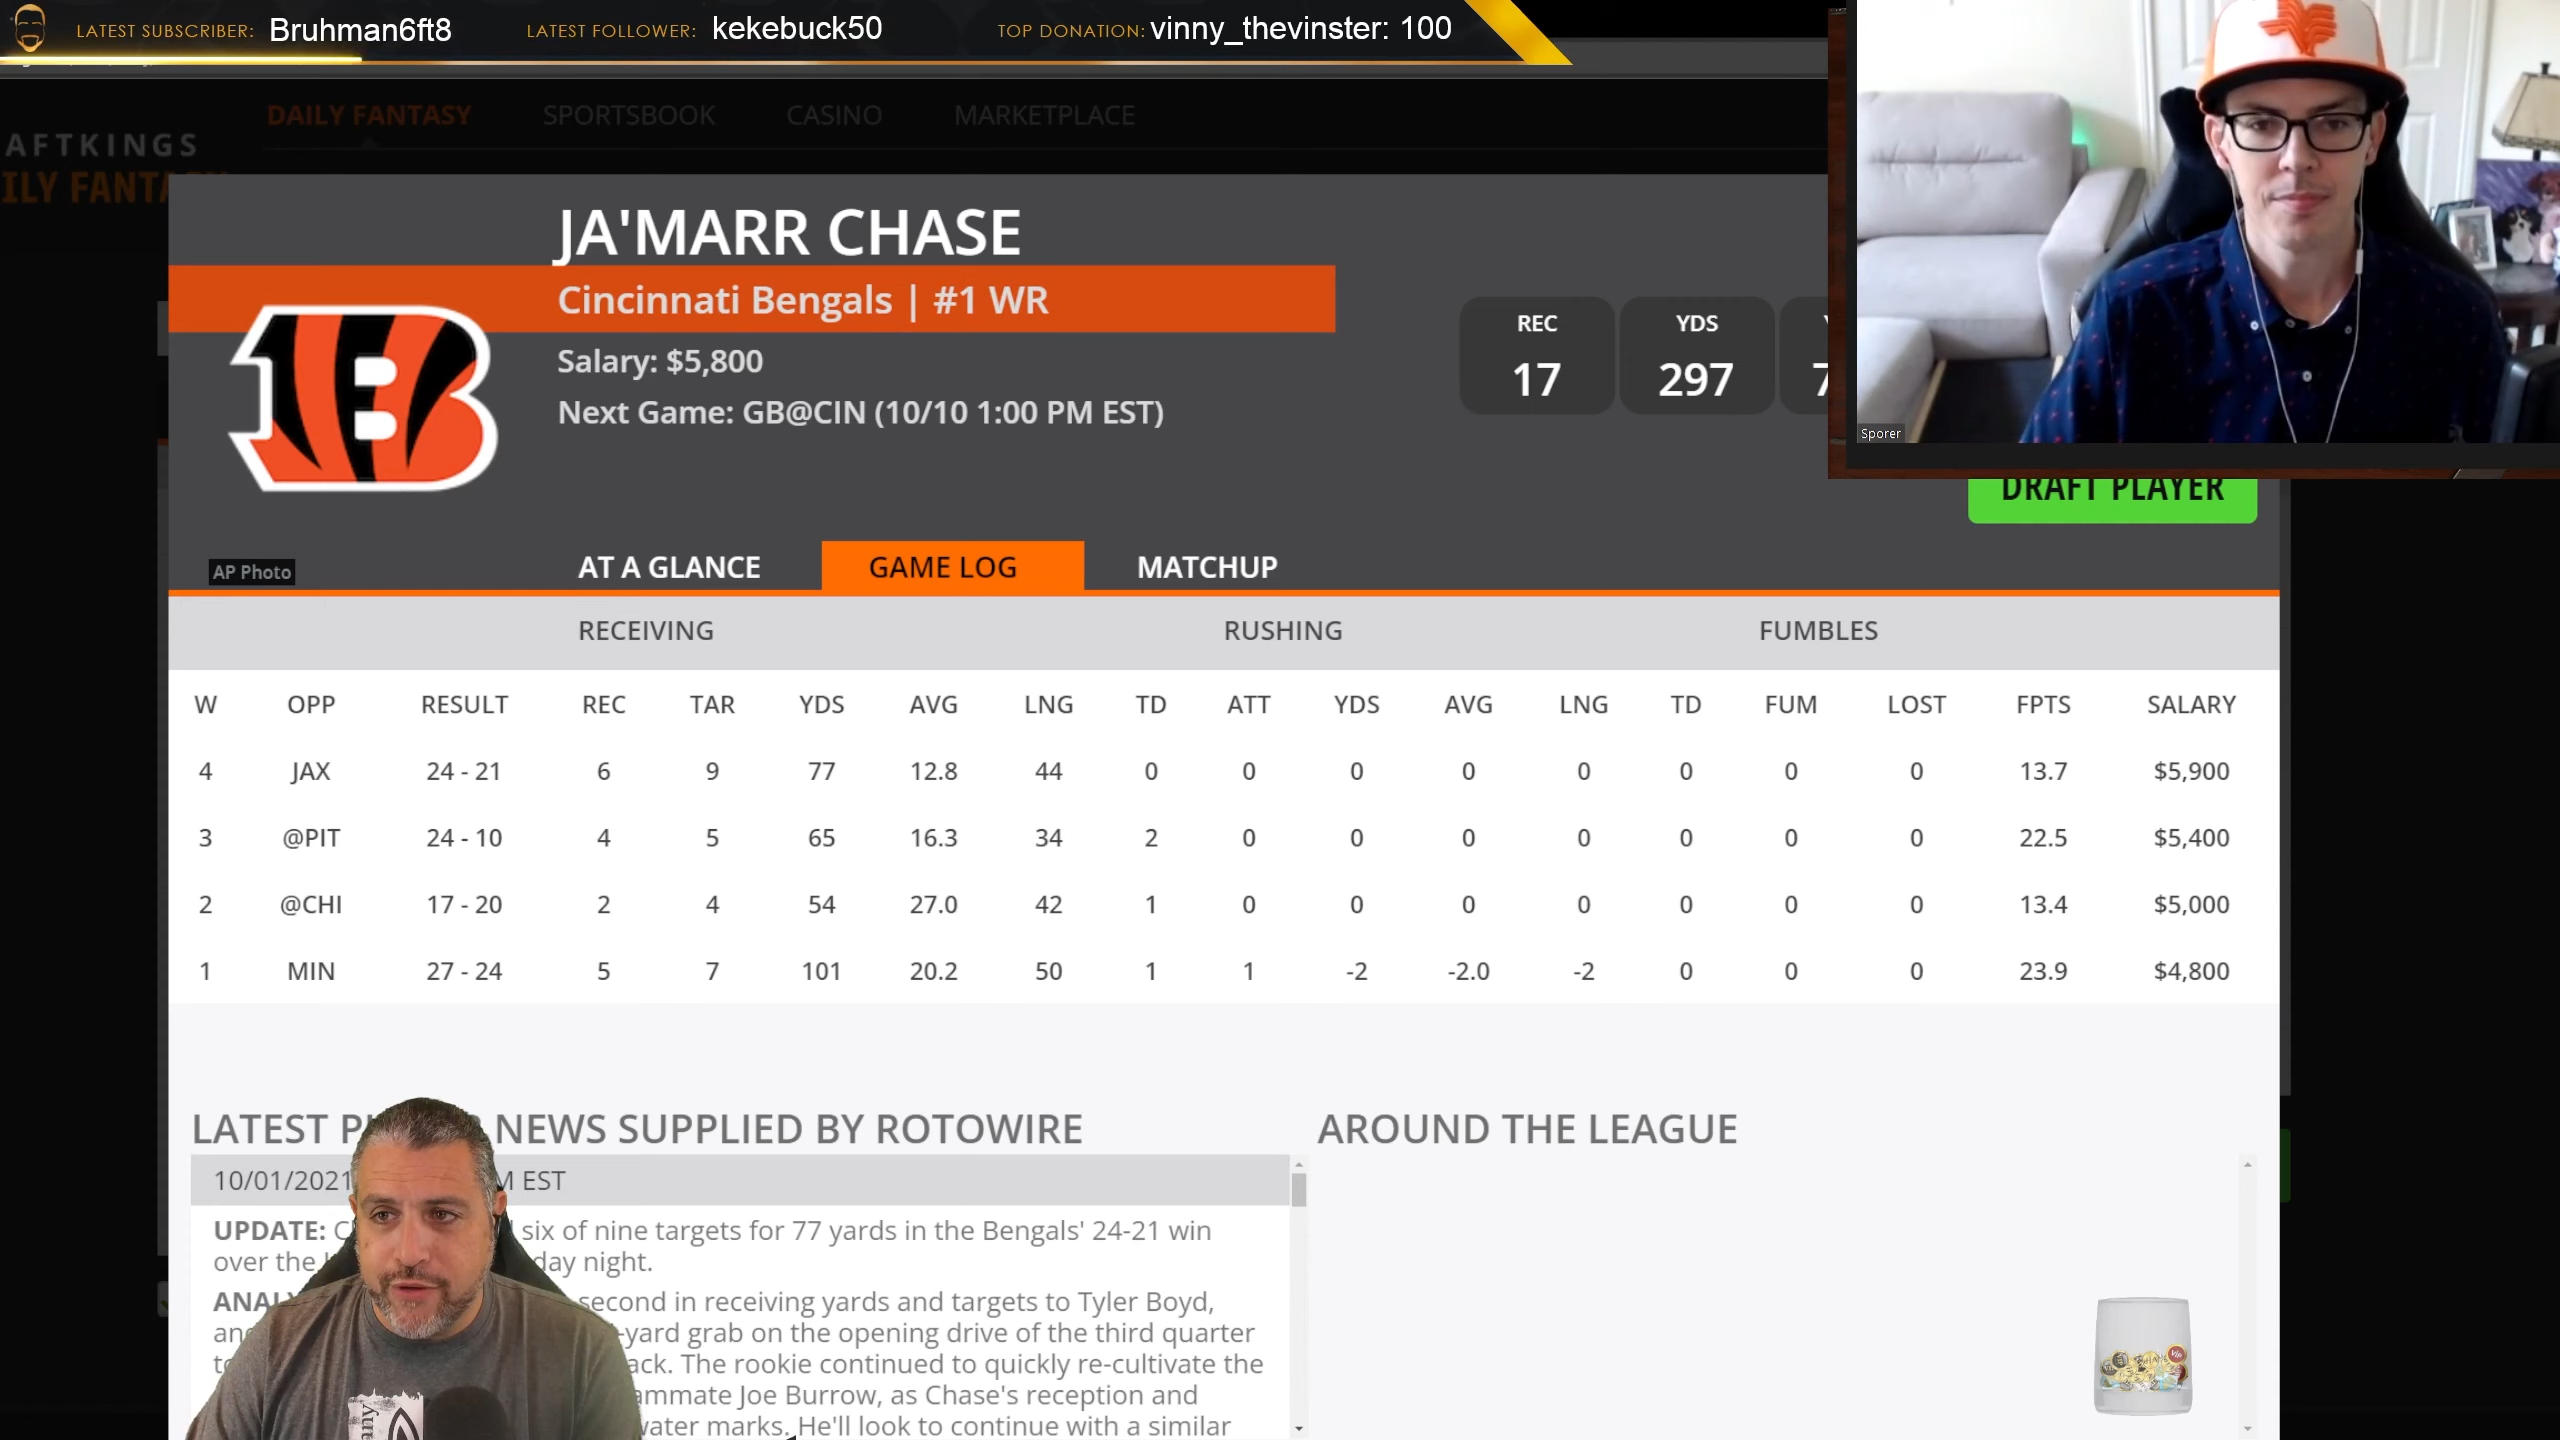 LATEST SUBSCRIBER: Bruhman6ft8 LATEST FOLLOWER: kekebuck50 TOP DONATION: vinny_thevinster: 100
DAILY FANTASY SPORTSBOOK CASINO MARKETPLACE
AFTKINGS
ILY FANTA
JA'MARR CHASE
Cincinnati Bengals | #1 WR
Salary: $5,800
Next Game: GB@CIN (10/10 1:00 PM EST)
REC YDS
17 297 7
Sporer
DRAFT PLAYER
B
AP Photo
AT A GLANCE GAME LOG MATCHUP
RECEIVING RUSHING FUMBLES
W OPP RESULT REC TAR YDS AVG LNG TD ATT YDS AVG LNG TD FUM LOST FPTS SALARY
4 JAX 24 - 21 6 9 77 12.8 44 0 0 0 0 0 0 0 0 13.7 $5,900
3 @PIT 24 - 10 4 5 65 16.3 34 2 0 0 0 0 0 0 0 22.5 $5,400
2 @CHI 17 - 20 2 4 54 27.0 42 1 0 0 0 0 0 0 0 13.4 $5,000
1 MIN 27 - 24 5 7 101 20.2 50 1 1 -2 -2.0 -2 0 0 0 23.9 $4,800
LATEST P NEWS SUPPLIED BY ROTOWIRE AROUND THE LEAGUE
10/01/2021 M EST
UPDATE: C six of nine targets for 77 yards in the Bengals' 24-21 win
over the day night.
ANALY second in receiving yards and targets to Tyler Boyd,
and -yard grab on the opening drive of the third quarter
ack. The rookie continued to quickly re-cultivate the
ammate Joe Burrow, as Chase's reception and
water marks. He'll look to continue with a similar